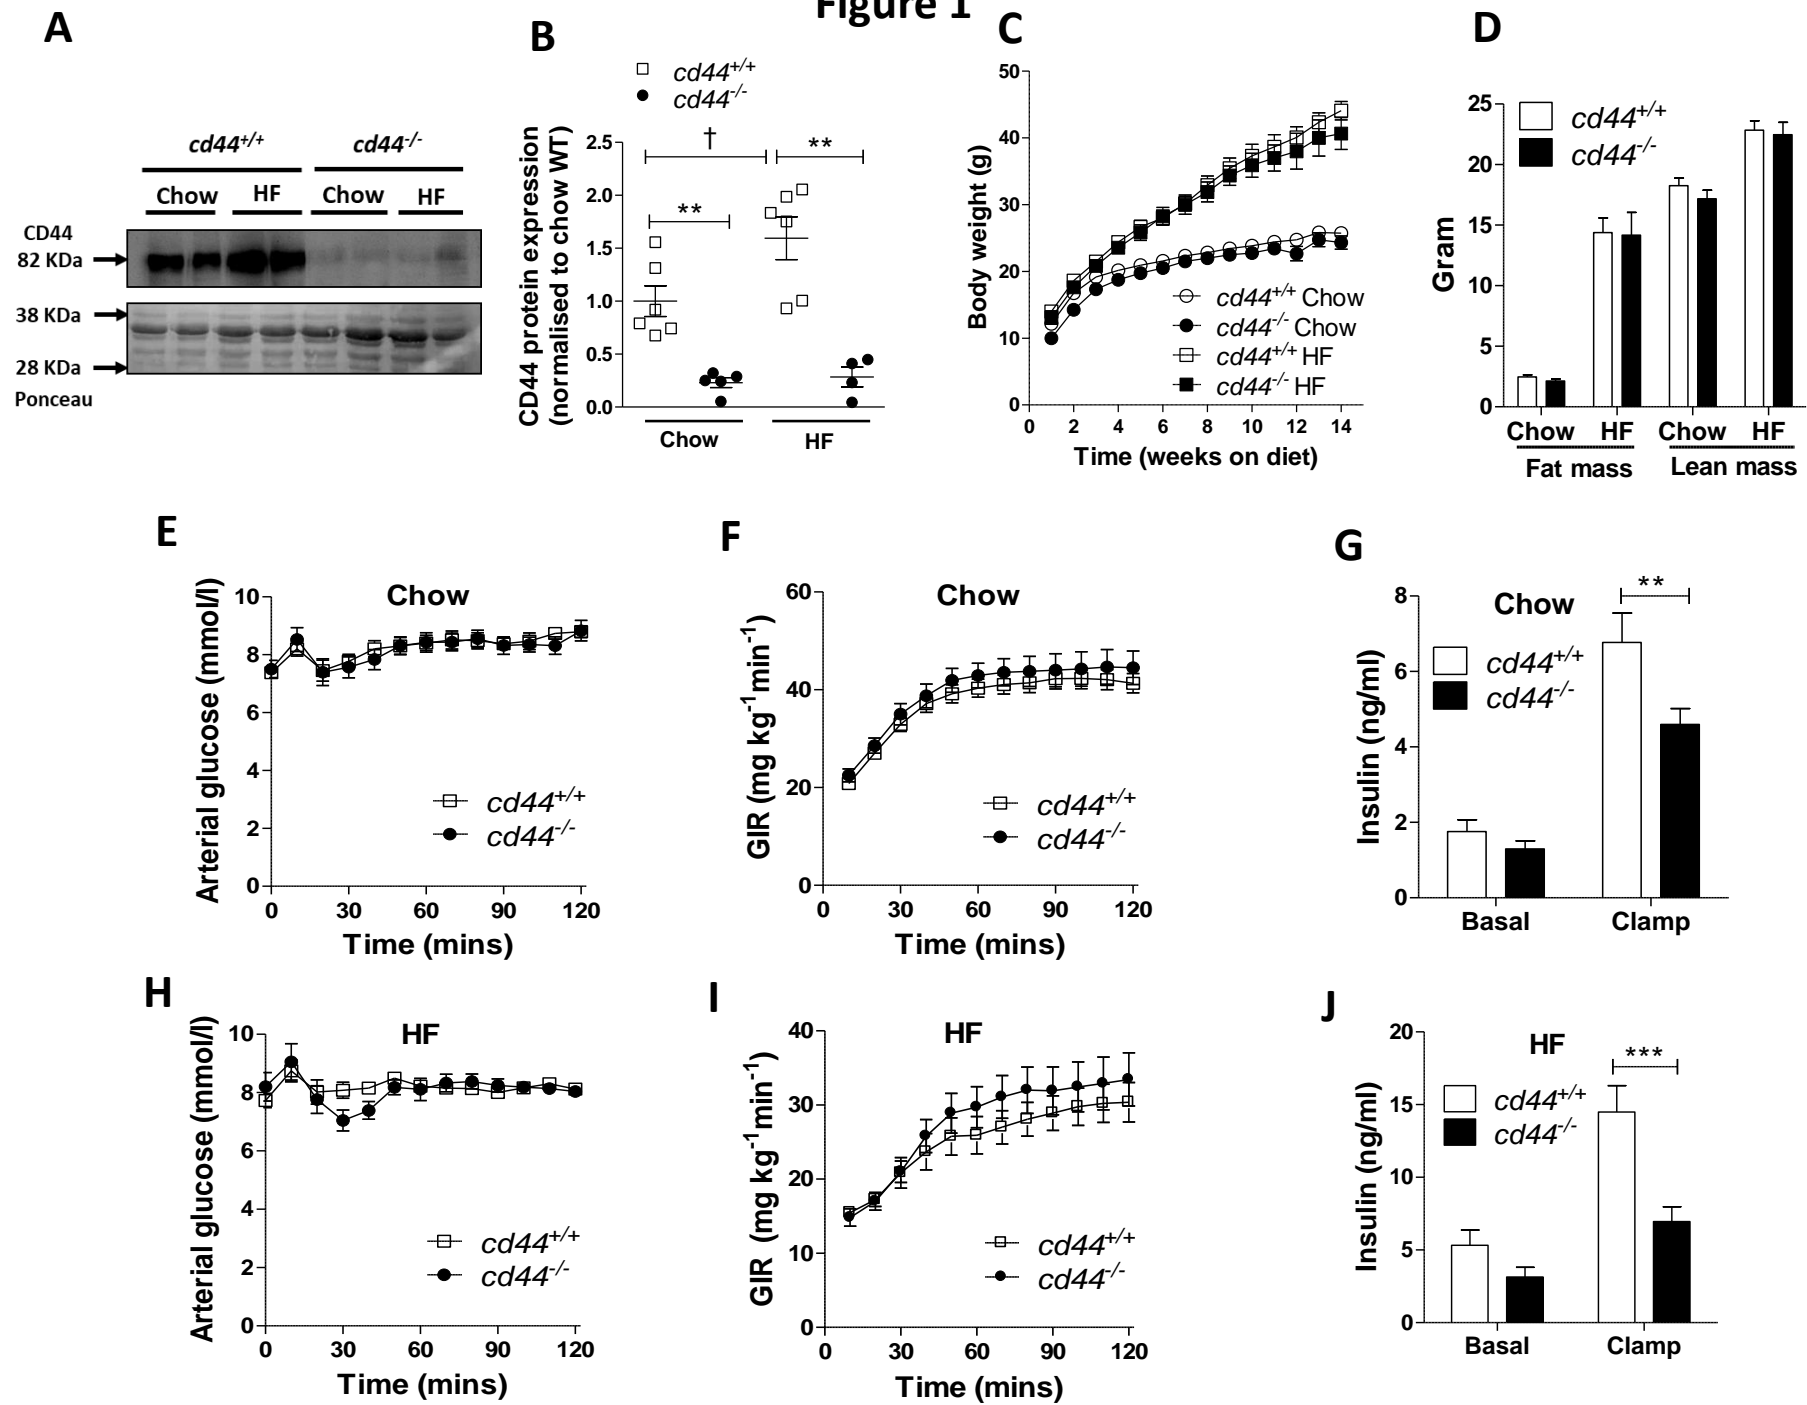 Figure 1
A
cd44+/+ cd44-/-
Chow HF Chow HF
CD44
82 KDa
38 KDa
28 KDa
Ponceau
B
cd44+/+
cd44-/-
CD44 protein expression
(normalised to chow WT)
2.5
2.0
1.5
1.0
0.5
0.0
† **
**
Chow HF
C
Body weight (g)
50
40
30
20
10
0
cd44+/+ Chow
cd44-/- Chow
cd44+/+ HF
cd44-/- HF
0 2 4 6 8 10 12 14
Time (weeks on diet)
D
Gram
25
20
15
10
5
0
cd44+/+
cd44-/-
Chow HF Chow HF
Fat mass Lean mass
E
Chow
Arterial glucose (mmol/l)
10
8
6
4
2
0
cd44+/+
cd44-/-
0 30 60 90 120
Time (mins)
F
Chow
GIR (mg kg-1min-1)
60
40
20
0
cd44+/+
cd44-/-
0 30 60 90 120
Time (mins)
G
Chow
**
Insulin (ng/ml)
8
6
4
2
0
cd44+/+
cd44-/-
Basal Clamp
H
HF
Arterial glucose (mmol/l)
10
8
6
4
2
0
cd44+/+
cd44-/-
0 30 60 90 120
Time (mins)
I
HF
GIR (mg kg-1min-1)
40
30
20
10
0
cd44+/+
cd44-/-
0 30 60 90 120
Time (mins)
J
HF
***
Insulin (ng/ml)
20
15
10
5
0
cd44+/+
cd44-/-
Basal Clamp